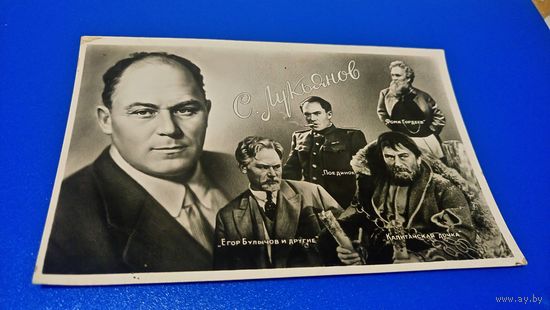 С. Лукьянов
"Фома Гордеев"
"Поединок"
"Егор Булычов и другие"
"Капитанская дочка"
www.ay.by